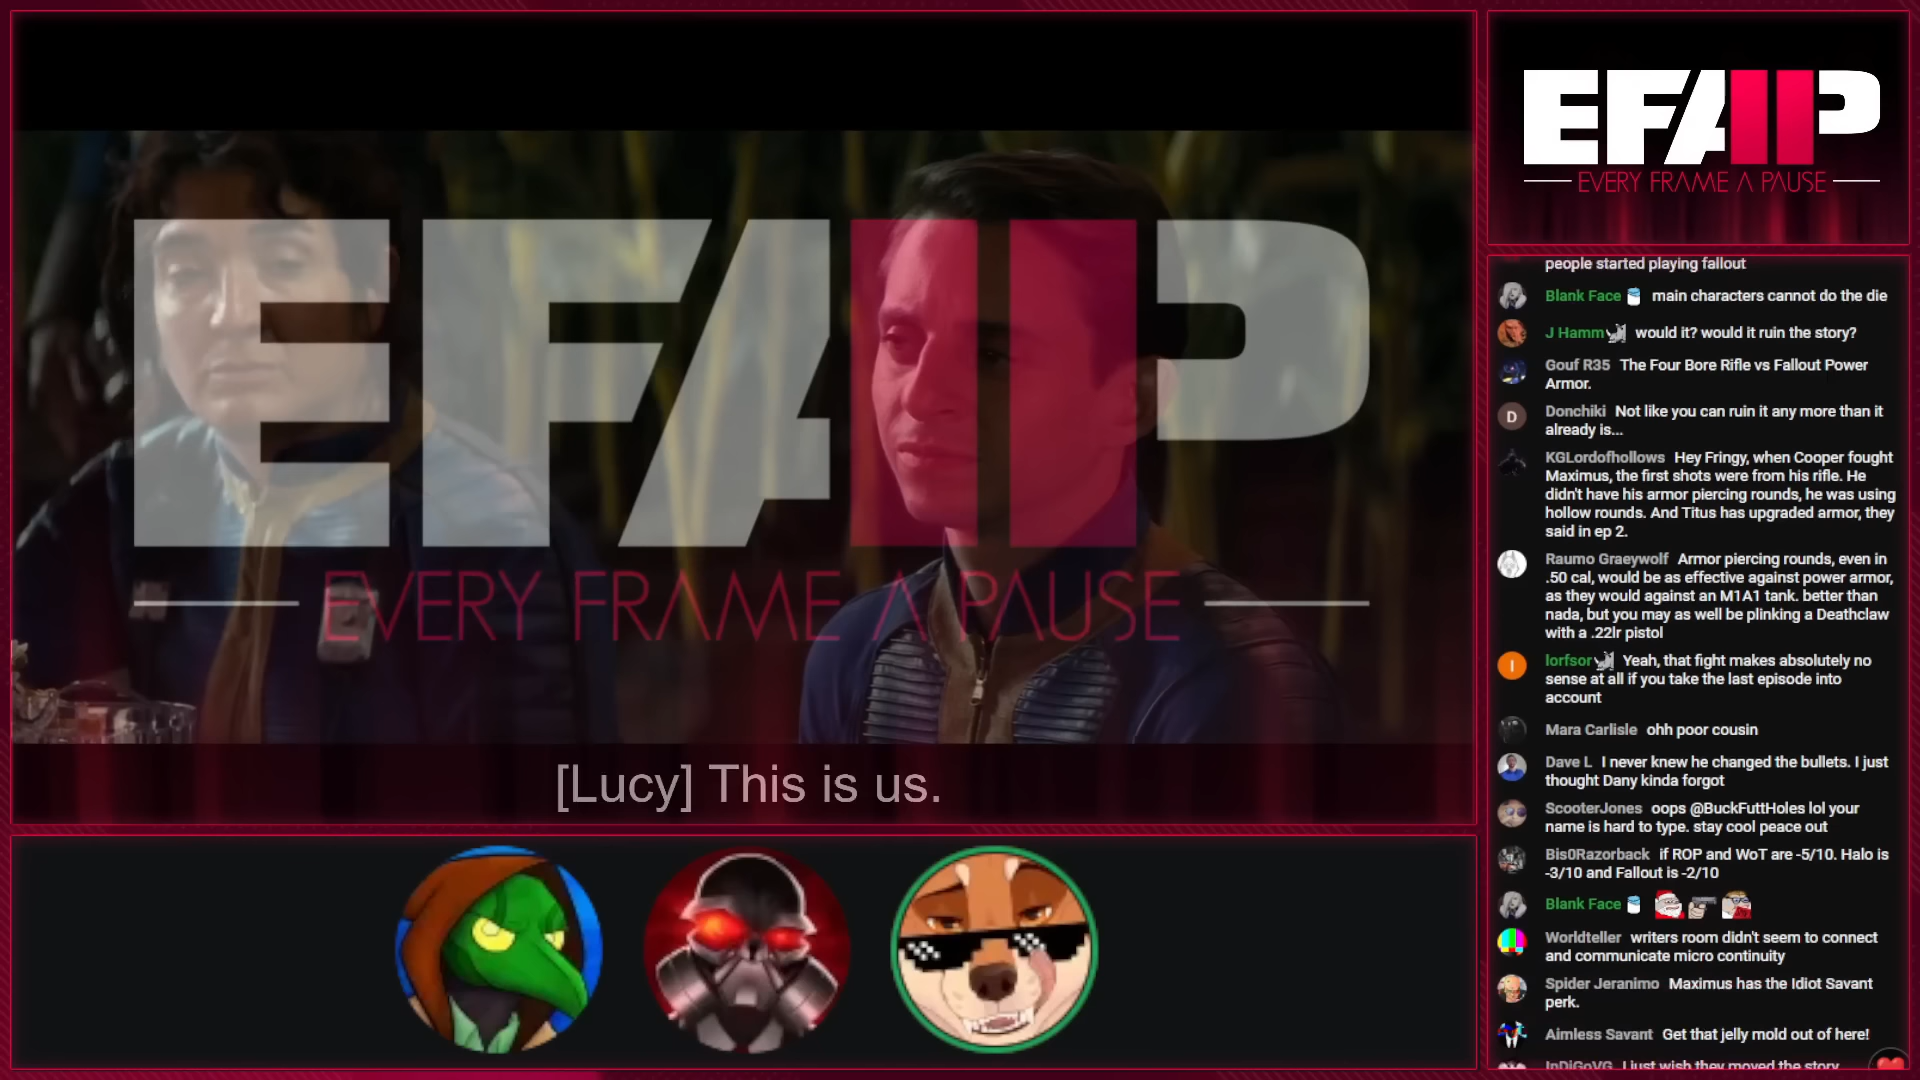 EFAP
EVERY FRAME A PAUSE
[Lucy] This is us.
EFAP
EVERY FRAME A PAUSE
people started playing fallout
Blank Face main characters cannot do the die
J Hamm would it? would it ruin the story?
Gouf R35 The Four Bore Rifle vs Fallout Power
Armor.
D
Donchiki Not like you can ruin it any more than it
already is...
KGLordofhollows Hey Fringy, when Cooper fought
Maximus, the first shots were from his rifle. He
didn't have his armor piercing rounds, he was using
hollow rounds. And Titus has upgraded armor, they
said in ep 2.
Raumo Graeywolf Armor piercing rounds, even in
.50 cal, would be as effective against power armor,
as they would against an M1A1 tank. better than
nada, but you may as well be plinking a Deathclaw
with a .22lr pistol
I
lorfsor Yeah, that fight makes absolutely no
sense at all if you take the last episode into
account
Mara Carlisle ohh poor cousin
Dave L I never knew he changed the bullets. I just
thought Dany kinda forgot
ScooterJones oops @BuckFuttHoles lol your
name is hard to type. stay cool peace out
Bis0Razorback if ROP and WoT are -5/10. Halo is
-3/10 and Fallout is -2/10
Blank Face
Worldteller writers room didn't seem to connect
and communicate micro continuity
Spider Jeranimo Maximus has the Idiot Savant
perk.
Aimless Savant Get that jelly mold out of here!
InDiGoVG I just wish they moved the story